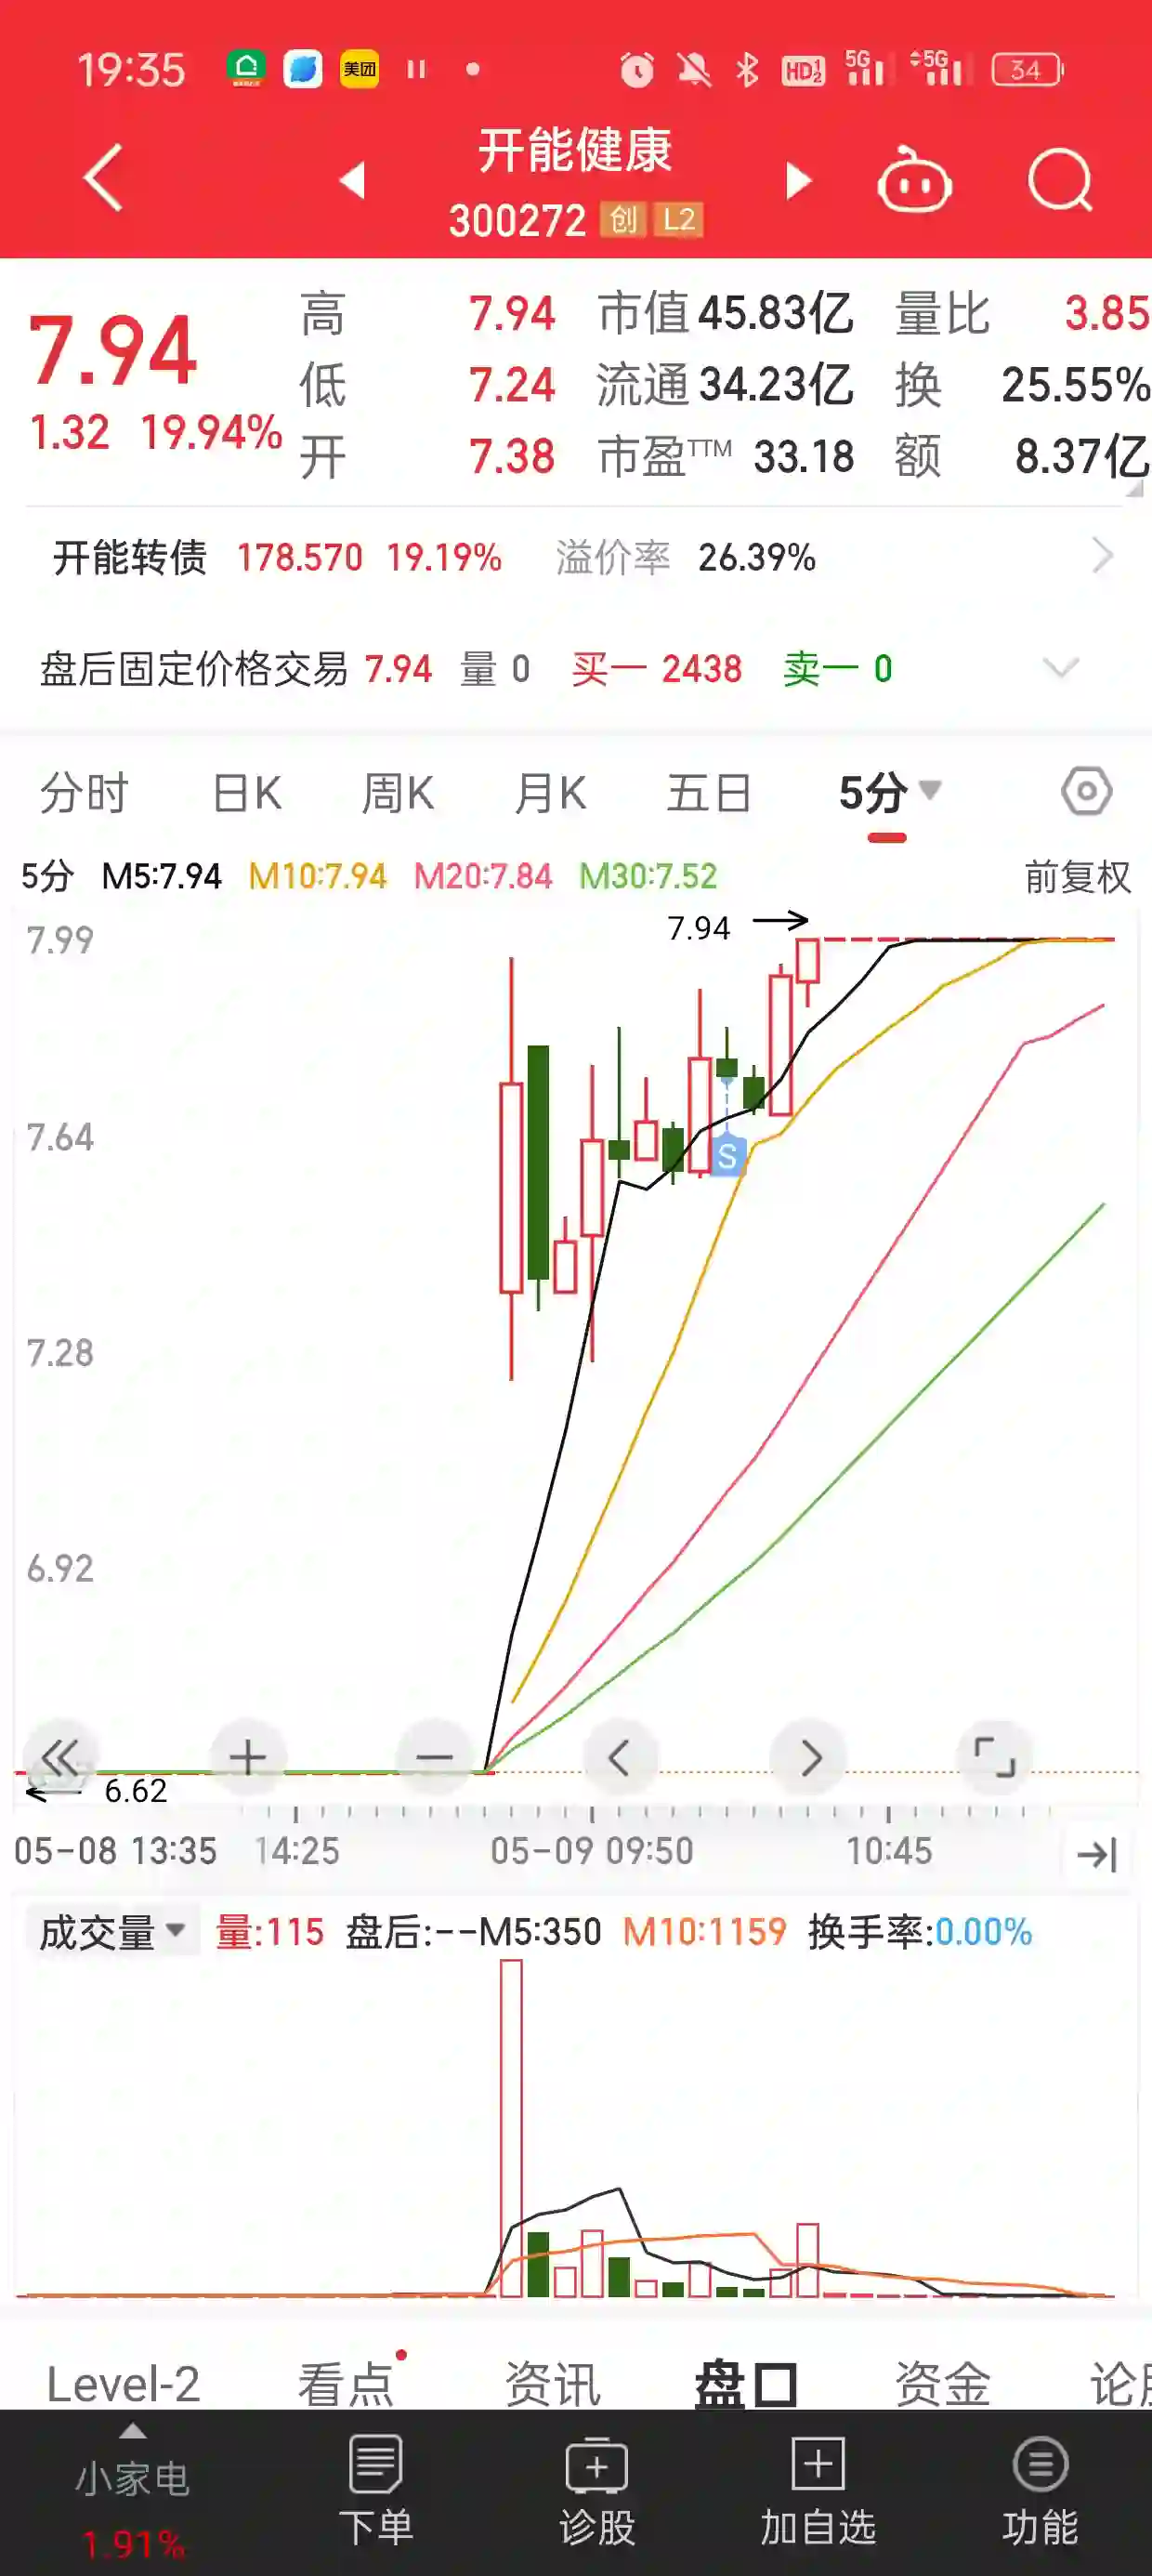 19:35 美团 HD 1 2 5G 5G 34
开能健康
300272 创 L2
7.94 高 7.94 市值 45.83亿 量比 3.85
1.32 19.94% 低 7.24 流通 34.23亿 换 25.55%
开 7.38 市盈TTM 33.18 额 8.37亿
开能转债 178.570 19.19% 溢价率 26.39%
盘后固定价格交易 7.94 量 0 买一 2438 卖一 0
分时 日K 周K 月K 五日 5分
5分 M5:7.94 M10:7.94 M20:7.84 M30:7.52 前复权
7.94
7.99
7.64
S
7.28
6.92
6.62
05-08 13:35 14:25 05-09 09:50 10:45
成交量 量:115 盘后:--M5:350 M10:1159 换手率:0.00%
Level-2 看点 资讯 盘口 资金 论
小家电 下单 诊股 加自选 功能
1.91%